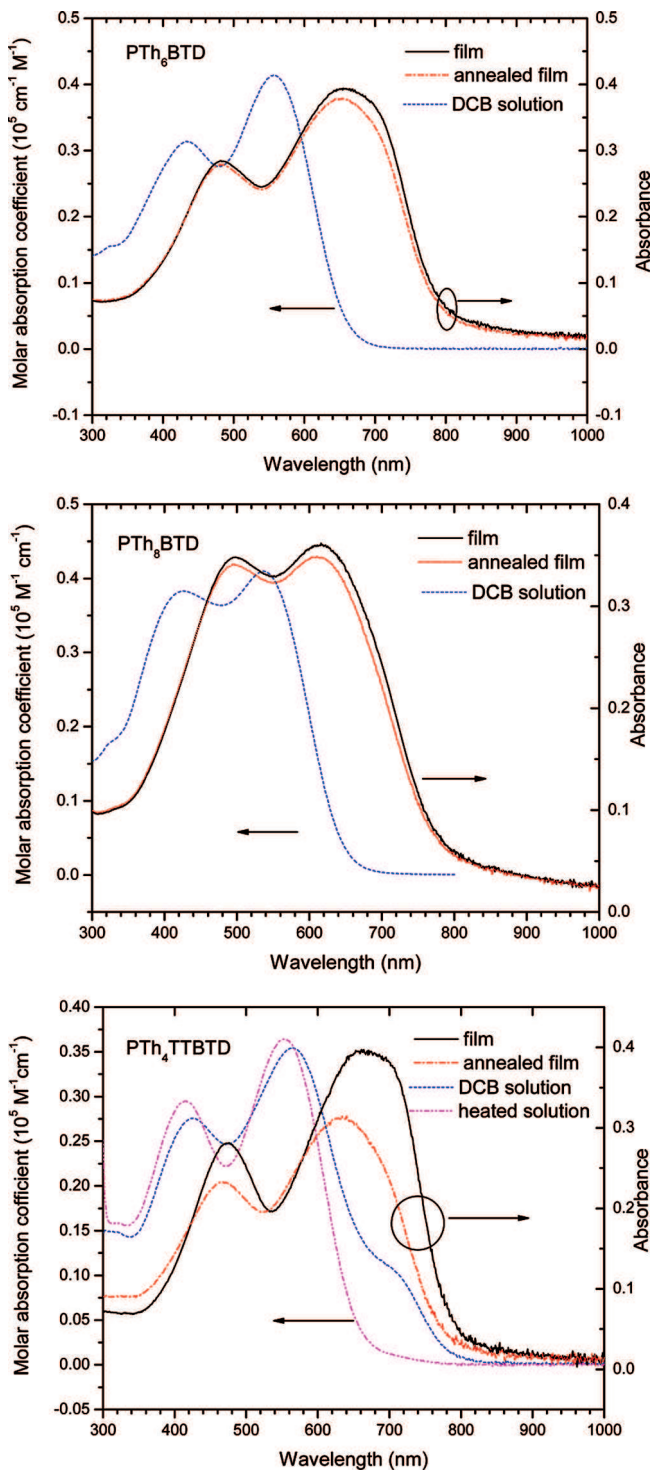 PTh₆BTD
film
annealed film
DCB solution
Molar absorption coefficient (10⁵ cm⁻¹ M⁻¹)
Absorbance
0.5
0.4
0.3
0.2
0.1
0.0
-0.1
0.5
0.4
0.3
0.2
0.1
0.0
-0.1
300 400 500 600 700 800 900 1000
Wavelength (nm)
PTh₈BTD
film
annealed film
DCB solution
Molar absorption coefficient (10⁵ M⁻¹ cm⁻¹)
Absorbance
0.5
0.4
0.3
0.2
0.1
0.0
0.4
0.3
0.2
0.1
0.0
300 400 500 600 700 800 900 1000
Wavelength (nm)
PTh₄TTBTD
film
annealed film
DCB solution
heated solution
Molar absorption cofficient (10⁵ M⁻¹cm⁻¹)
Absorbance
0.40
0.35
0.30
0.25
0.20
0.15
0.10
0.05
0.00
-0.05
0.4
0.3
0.2
0.1
0.0
300 400 500 600 700 800 900 1000
Wavelength (nm)